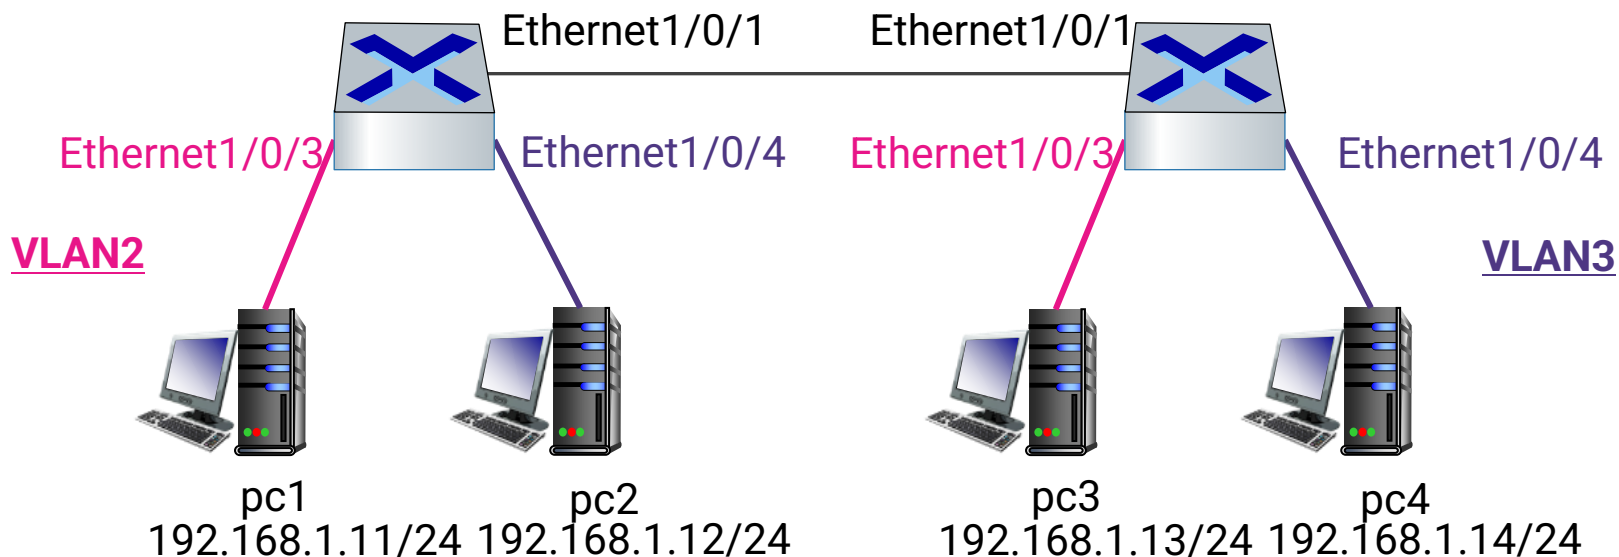 Ethernet1/0/1
Ethernet1/0/1
Ethernet1/0/3
Ethernet1/0/4
Ethernet1/0/3
Ethernet1/0/4
VLAN2
VLAN3
pc1
pc2
pc3
pc4
192.168.1.11/24
192.168.1.12/24
192.168.1.13/24
192.168.1.14/24